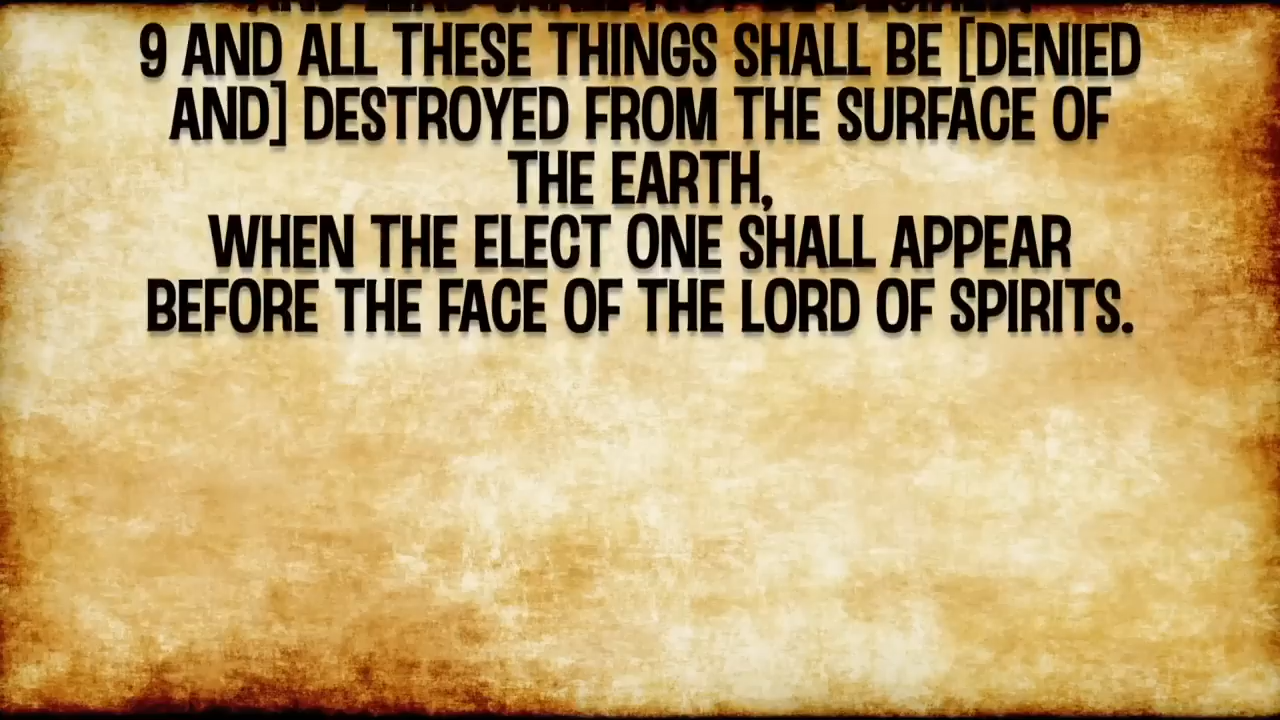 9 AND ALL THESE THINGS SHALL BE [DENIED
AND] DESTROYED FROM THE SURFACE OF
THE EARTH,
WHEN THE ELECT ONE SHALL APPEAR
BEFORE THE FACE OF THE LORD OF SPIRITS.